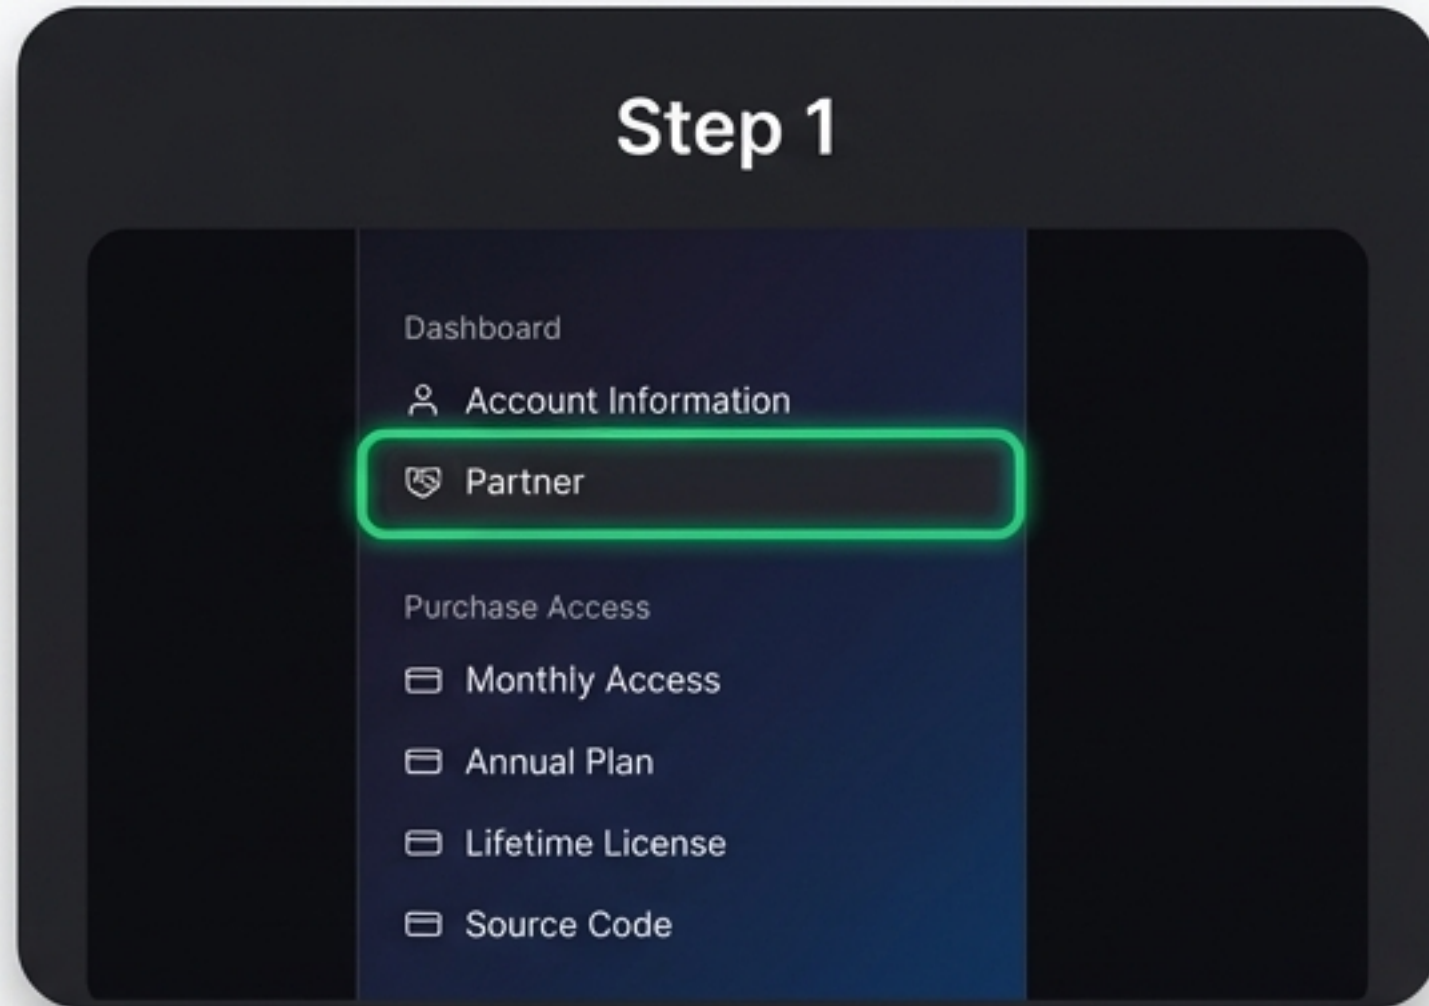 Step 1
Dashboard
Account Information
Partner
Purchase Access
Monthly Access
Annual Plan
Lifetime License
Source Code